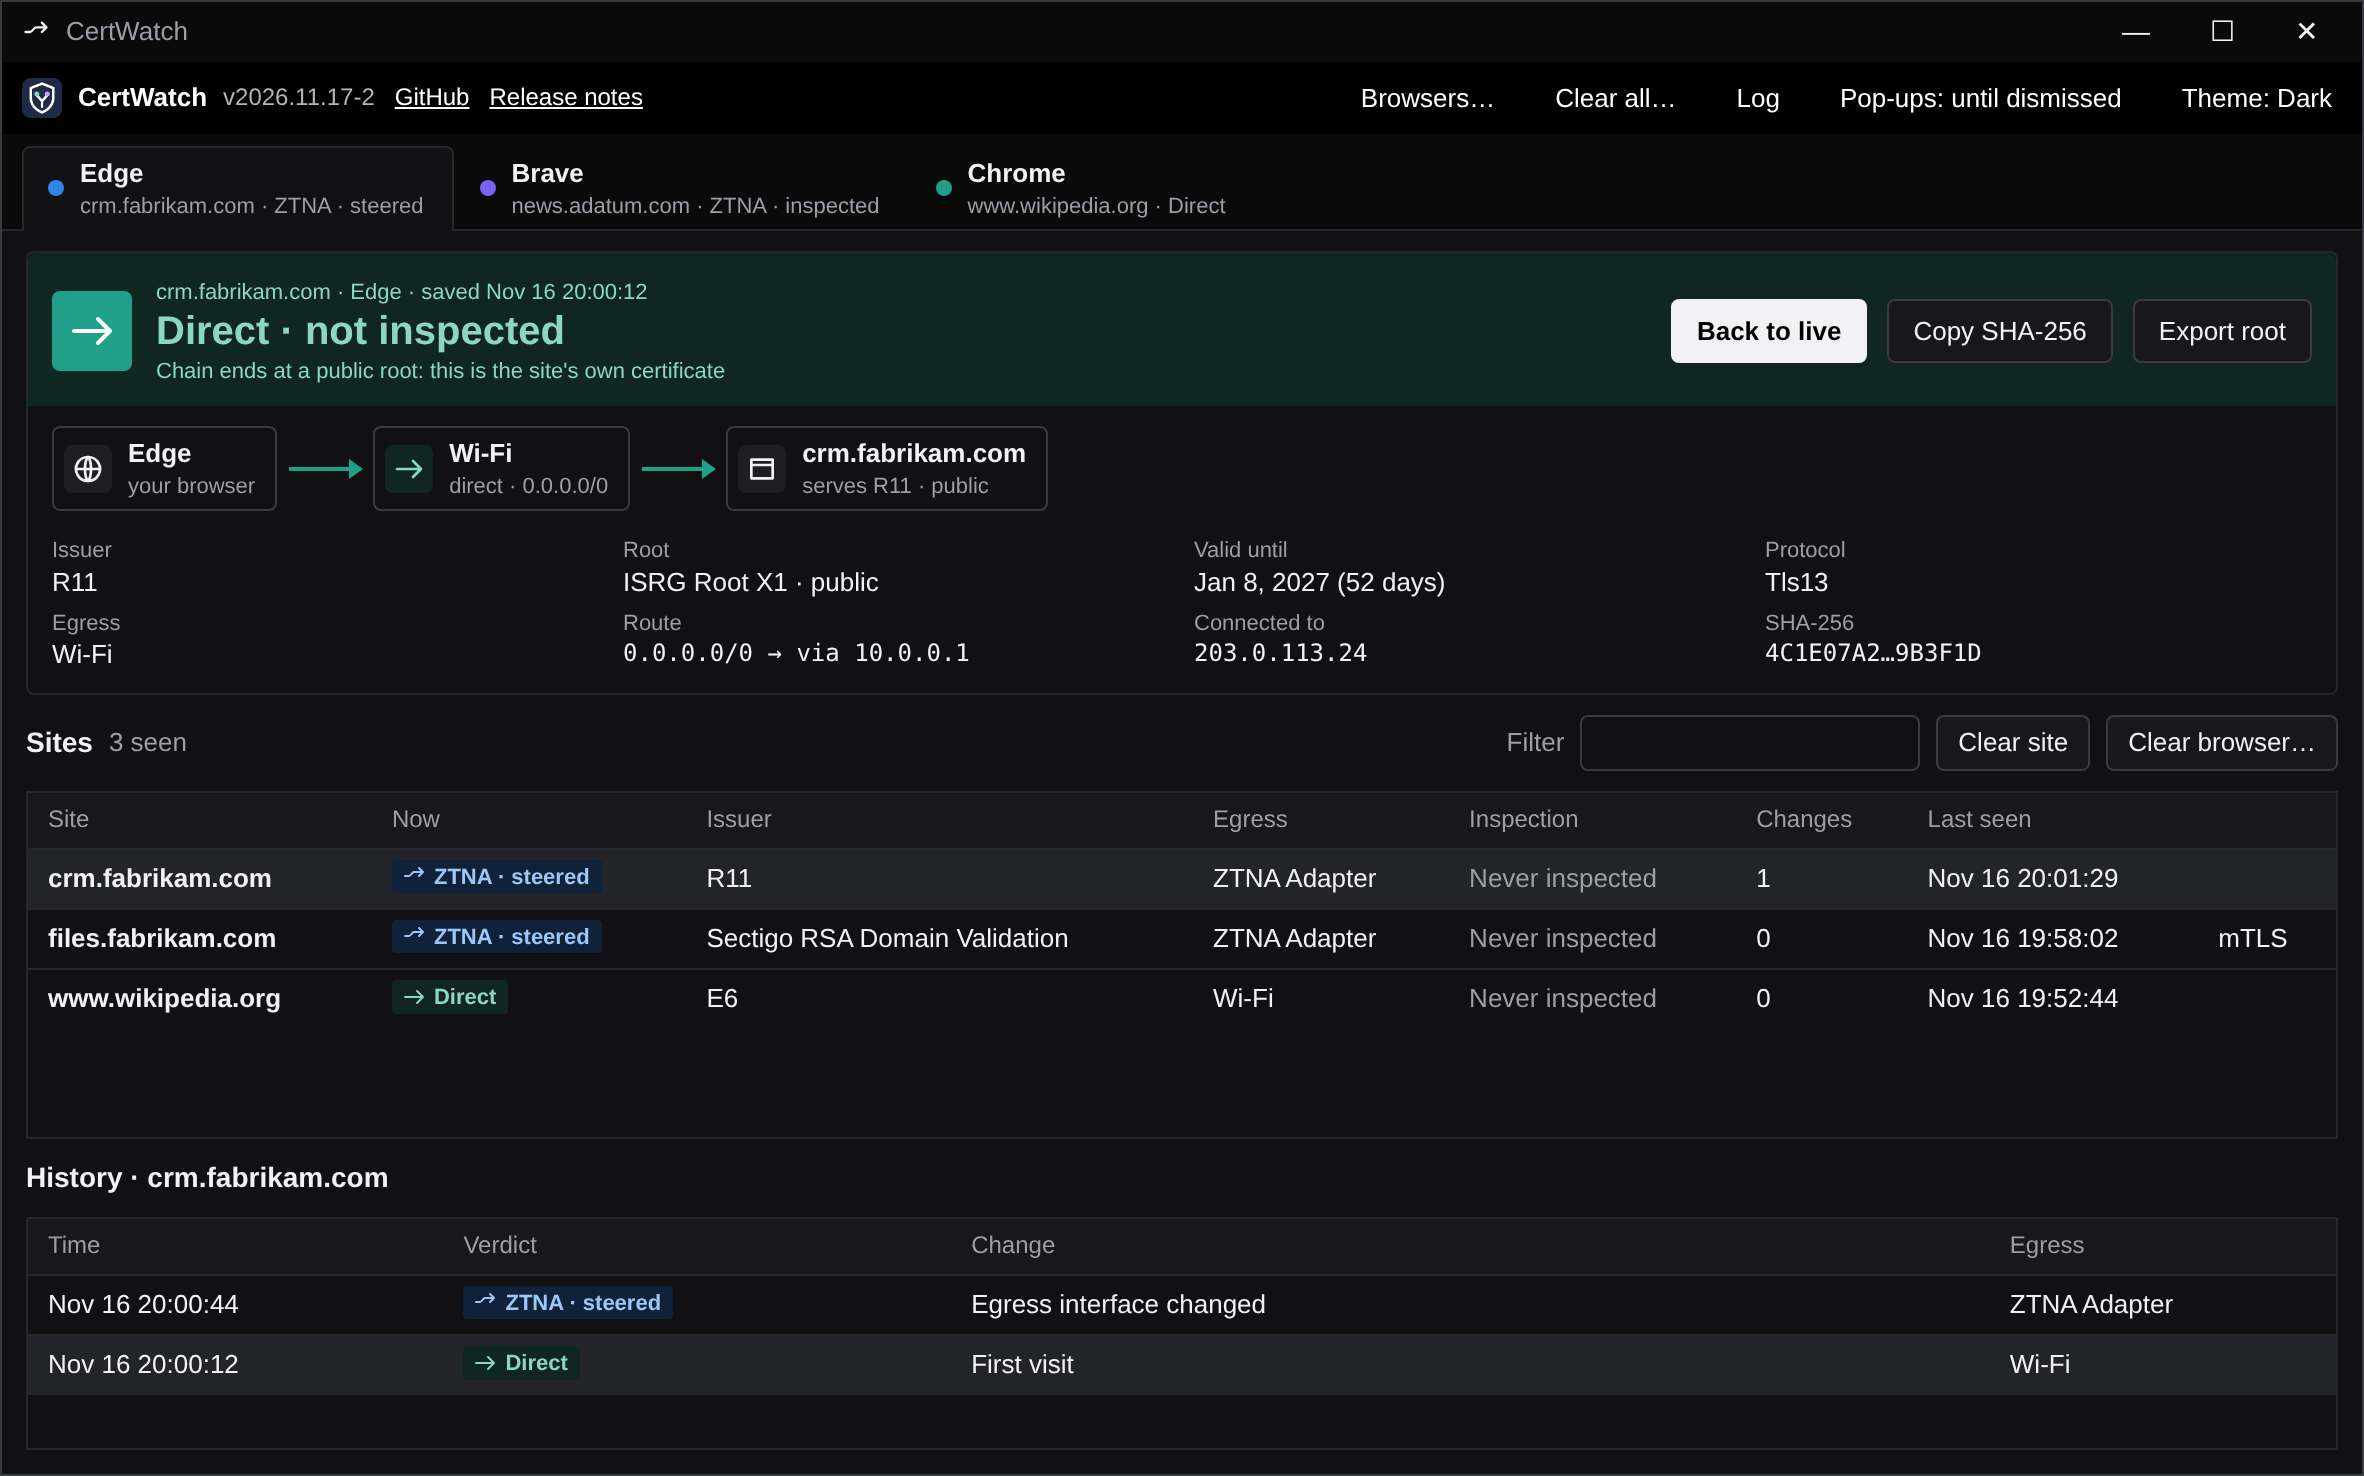 CertWatch
CertWatch v2026.11.17-2 GitHub Release notes Browsers… Clear all… Log Pop-ups: until dismissed Theme: Dark
Edge
crm.fabrikam.com · ZTNA · steered
Brave
news.adatum.com · ZTNA · inspected
Chrome
www.wikipedia.org · Direct
crm.fabrikam.com · Edge · saved Nov 16 20:00:12
Direct · not inspected
Chain ends at a public root: this is the site's own certificate
Back to live Copy SHA-256 Export root
Edge
your browser
Wi-Fi
direct · 0.0.0.0/0
crm.fabrikam.com
serves R11 · public
Issuer Root Valid until Protocol
R11 ISRG Root X1 · public Jan 8, 2027 (52 days) Tls13
Egress Route Connected to SHA-256
Wi-Fi 0.0.0.0/0 → via 10.0.0.1 203.0.113.24 4C1E07A2…9B3F1D
Sites 3 seen Filter Clear site Clear browser…
Site Now Issuer Egress Inspection Changes Last seen
crm.fabrikam.com ZTNA · steered R11 ZTNA Adapter Never inspected 1 Nov 16 20:01:29
files.fabrikam.com ZTNA · steered Sectigo RSA Domain Validation ZTNA Adapter Never inspected 0 Nov 16 19:58:02 mTLS
www.wikipedia.org Direct E6 Wi-Fi Never inspected 0 Nov 16 19:52:44
History · crm.fabrikam.com
Time Verdict Change Egress
Nov 16 20:00:44 ZTNA · steered Egress interface changed ZTNA Adapter
Nov 16 20:00:12 Direct First visit Wi-Fi